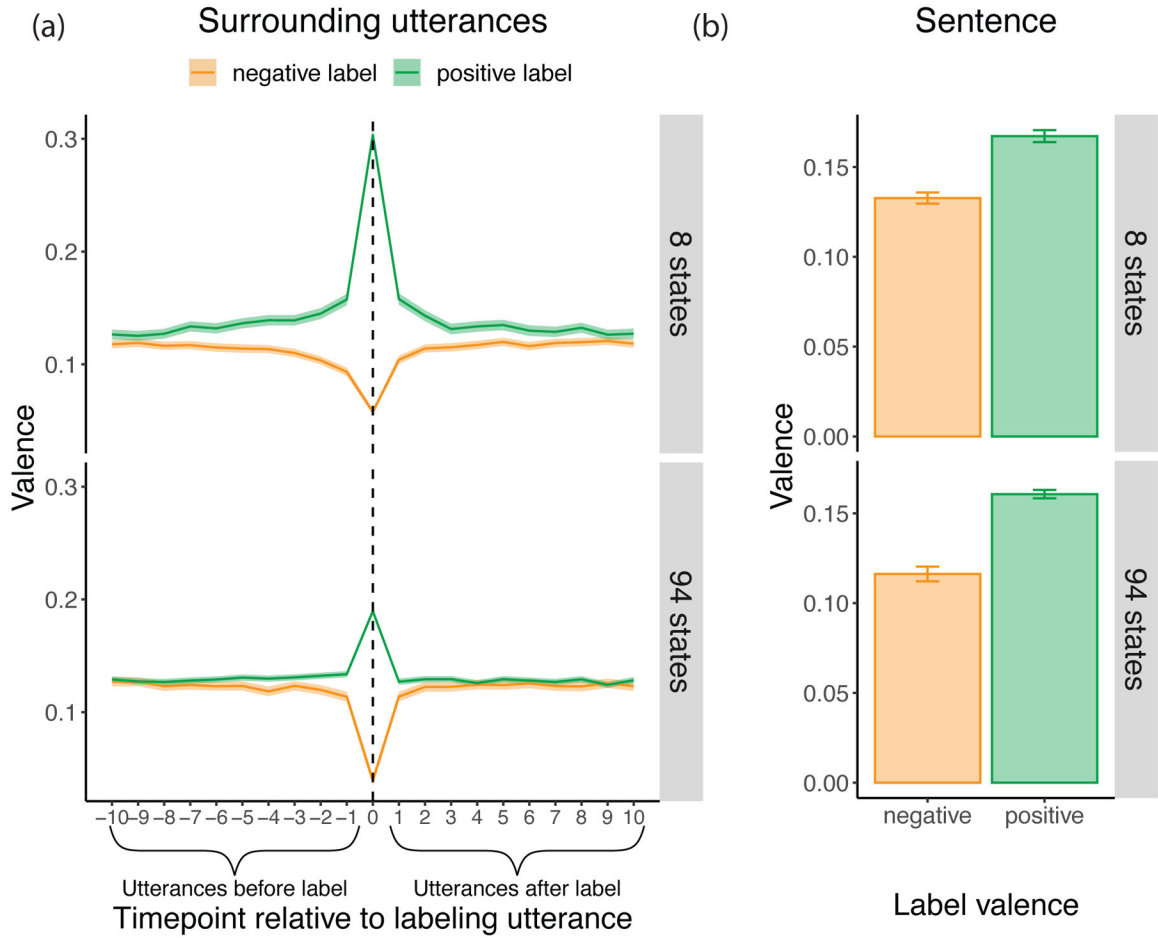 (a)
Surrounding utterances
negative label
positive label
Valence
0.3
0.2
0.1
8 states
0.3
0.2
0.1
94 states
−10 −9 −8 −7 −6 −5 −4 −3 −2 −1 0 1 2 3 4 5 6 7 8 9 10
Utterances before label
Utterances after label
Timepoint relative to labeling utterance
(b)
Sentence
Valence
0.15
0.10
0.05
0.00
8 states
0.15
0.10
0.05
0.00
94 states
negative positive
Label valence